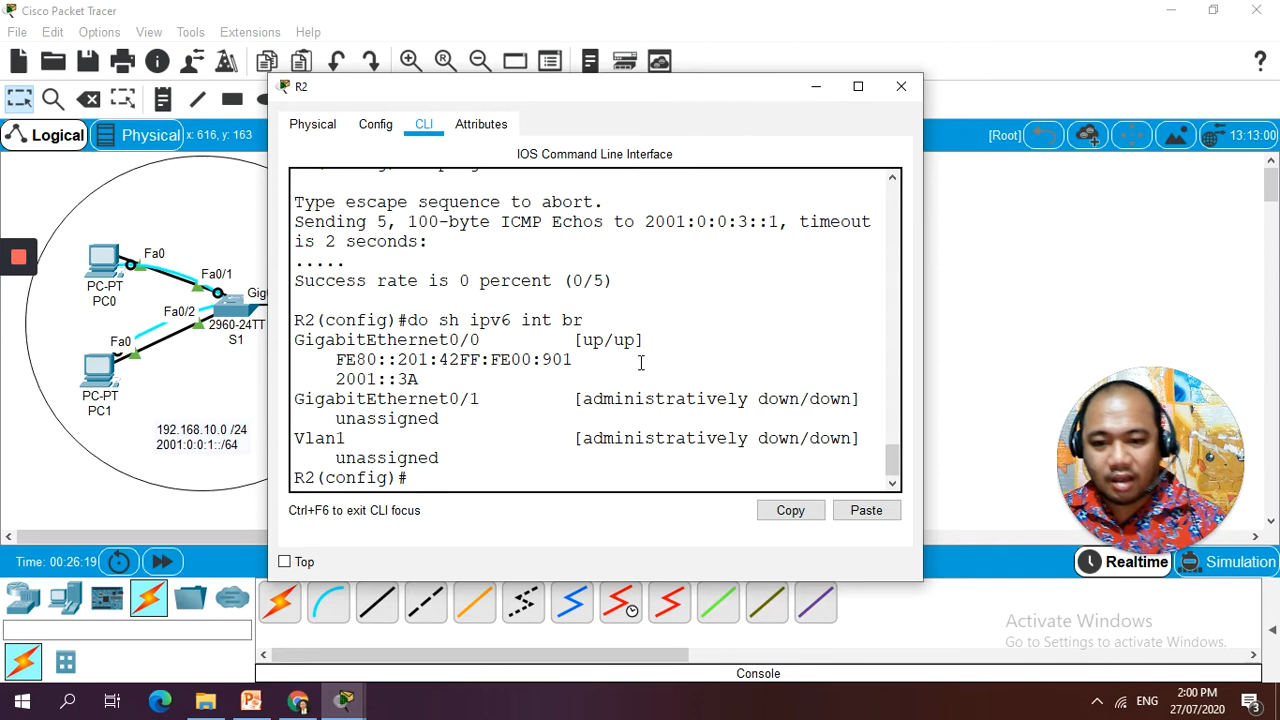 Cisco Packet Tracer
File Edit Options View Tools Extensions Help
R2
Physical Config CLI Attributes
Logical Physical x: 616, y: 163
[Root] 13:13:00
IOS Command Line Interface
Type escape sequence to abort.
Sending 5, 100-byte ICMP Echos to 2001:0:0:3::1, timeout
is 2 seconds:
.....
Success rate is 0 percent (0/5)
R2(config)#do sh ipv6 int br
GigabitEthernet0/0 [up/up]
FE80::201:42FF:FE00:901
2001::3A
GigabitEthernet0/1 [administratively down/down]
unassigned
Vlan1 [administratively down/down]
unassigned
R2(config)#
Ctrl+F6 to exit CLI focus
Copy Paste
Top
Fa0
Fa0/1
PC-PT
PC0
Gig0
Fa0/2
2960-24TT
S1
Fa0
PC-PT
PC1
192.168.10.0 /24
2001:0:0:1::/64
Time: 00:26:19
Realtime Simulation
Activate Windows
Go to Settings to activate Windows.
Console
ENG
2:00 PM
27/07/2020
3